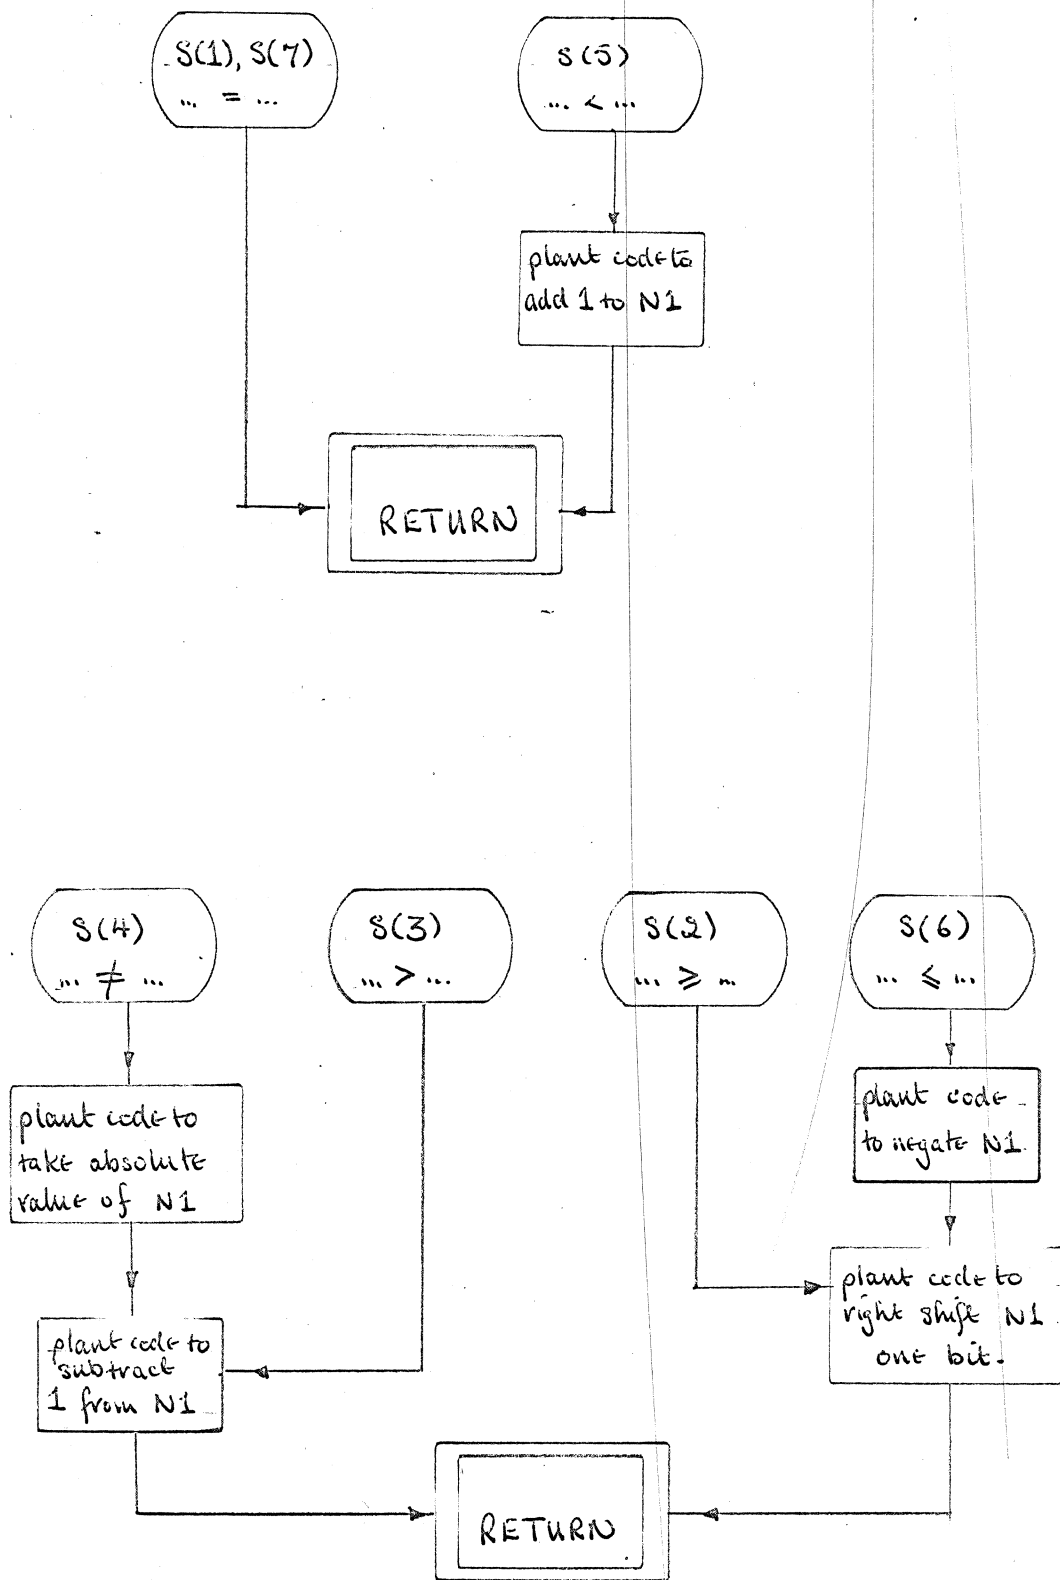 S(1), S(7)
... = ...
S(5)
... < ...
plant code to
add 1 to N1
RETURN
S(4)
... ≠ ...
S(3)
... > ...
S(2)
... ⩾ ...
S(6)
... ⩽ ...
plant code to
take absolute
value of N1
plant code
to negate N1
plant code to
subtract
1 from N1
plant code to
right shift N1
one bit.
RETURN